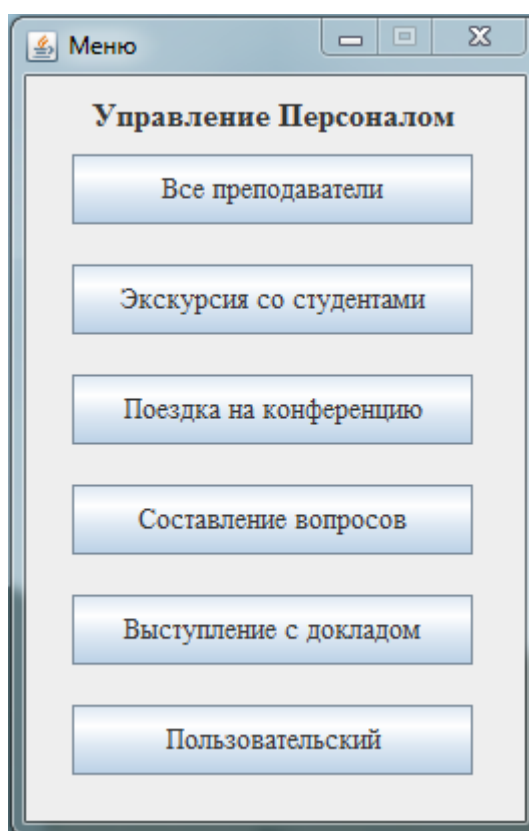 Меню
Управление Персоналом
Все преподаватели
Экскурсия со студентами
Поездка на конференцию
Составление вопросов
Выступление с докладом
Пользовательский